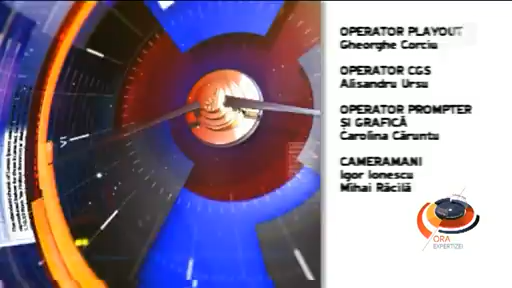 OPERATOR PLAYOUT
Gheorghe Corciu
OPERATOR CGS
Alisandru Ursu
OPERATOR PROMPTER
ȘI GRAFICĂ
Carolina Căruntu
CAMERAMANI
Igor Ionescu
Mihai Răcilă
ORA
EXPERTIZEI